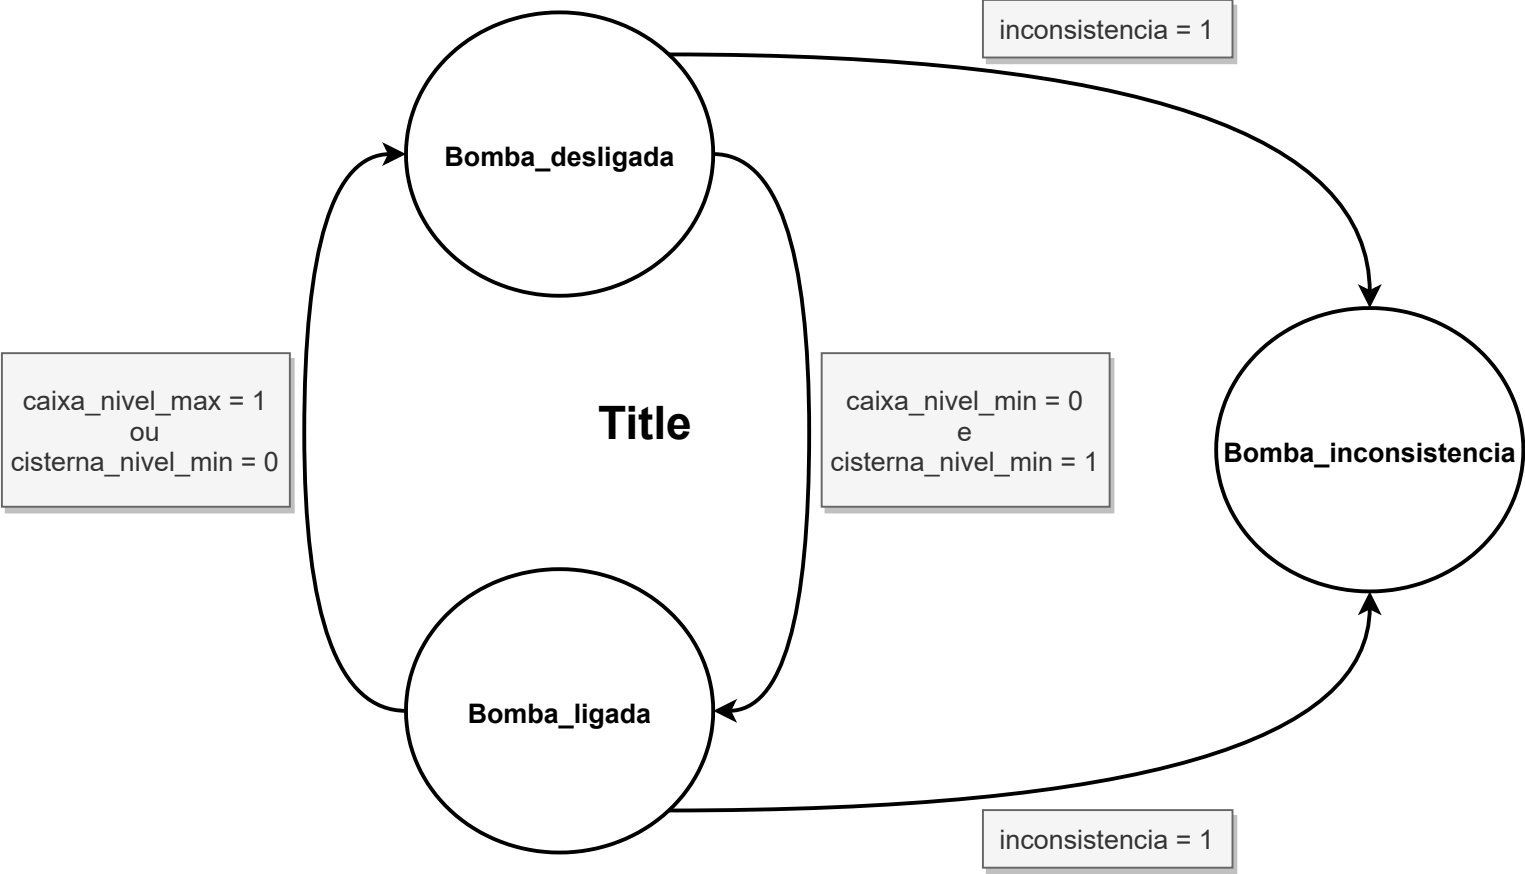 inconsistencia = 1
Bomba_desligada
caixa_nivel_max = 1
ou
cisterna_nivel_min = 0
Title
caixa_nivel_min = 0
e
cisterna_nivel_min = 1
Bomba_inconsistencia
Bomba_ligada
inconsistencia = 1